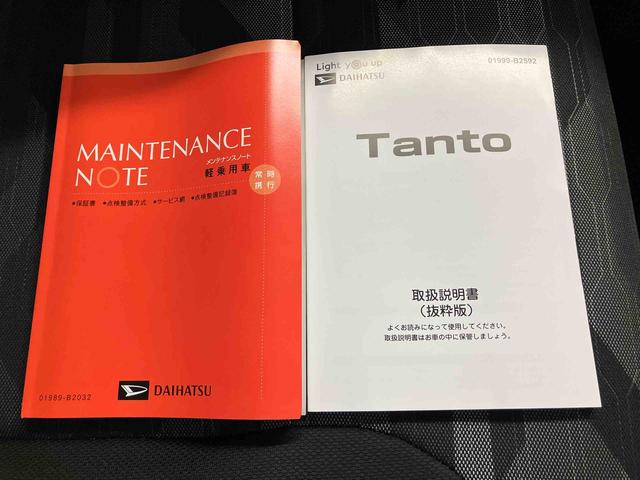 MAINTENANCE
NOTE
メンテナンスノート
軽乗用車
常時
携行
●保証書 ●点検整備方式 ●サービス網 ●点検整備記録簿
01989-B2032
DAIHATSU
Light you up
01999-B2592
DAIHATSU
Tanto
取扱説明書
（抜粋版）
よくお読みになって使用してください。
取扱説明書はお車の中に保管しましょう。